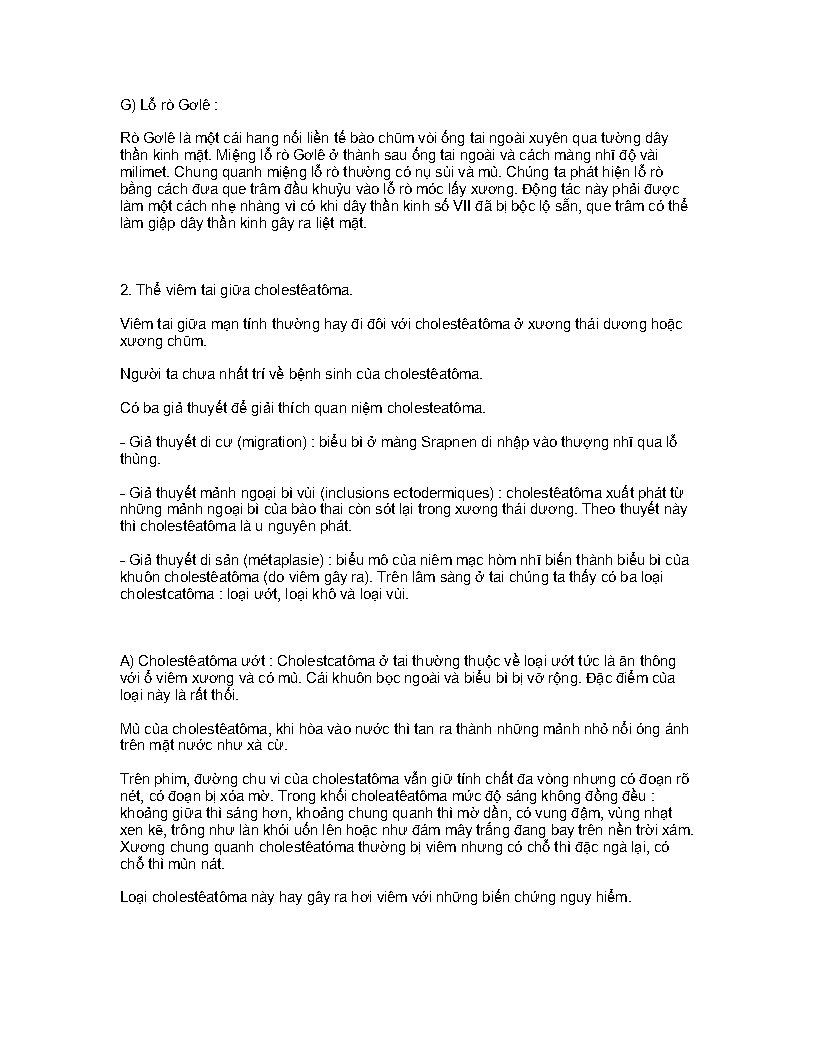 G) Lỗ rò Gơlê :
Rò Gơlê là một cái hang nối liền tế bào chũm vòi ống tai ngoài xuyên qua tường dây
thần kinh mặt. Miệng lỗ rò Gơlê ở thành sau ống tai ngoài và cách màng nhĩ độ vài
milimet. Chung quanh miệng lỗ rò thường có nụ sùi và mủ. Chúng ta phát hiện lỗ rò
bằng cách đưa que trâm đầu khuỷu vào lỗ rò móc lấy xương. Động tác này phải được
làm một cách nhẹ nhàng vì có khi dây thần kinh số VII đã bị bộc lộ sẵn, que trâm có thể
làm giập dây thần kinh gây ra liệt mặt.
2. Thể viêm tai giữa cholestêatôma.
Viêm tai giữa mạn tính thường hay đi đôi với cholestêatôma ở xương thái dương hoặc
xương chũm.
Người ta chưa nhất trí về bệnh sinh của cholestêatôma.
Có ba giả thuyết để giải thích quan niệm cholesteatôma.
- Giả thuyết di cư (migration) : biểu bì ở màng Srapnen di nhập vào thượng nhĩ qua lỗ
thủng.
- Giả thuyết mảnh ngoại bì vùi (inclusions ectodermiques) : cholestêatôma xuất phát từ
những mảnh ngoại bì của bào thai còn sót lại trong xương thái dương. Theo thuyết này
thì cholestêatôma là u nguyên phát.
- Giả thuyết di sản (métaplasie) : biểu mô của niêm mạc hòm nhĩ biến thành biểu bì của
khuôn cholestêatôma (do viêm gây ra). Trên lâm sàng ở tai chúng ta thấy có ba loại
cholestcatôma : loại ướt, loại khô và loại vùi.
A) Cholestêatôma ướt : Cholestcatôma ở tai thường thuộc về loại ướt tức là ăn thông
với ổ viêm xương và có mủ. Cái khuôn bọc ngoài và biểu bì bị vỡ rộng. Đặc điểm của
loại này là rất thối.
Mủ của cholestêatôma, khi hòa vào nước thì tan ra thành những mảnh nhỏ nổi óng ánh
trên mặt nước như xà cừ.
Trên phim, đường chu vi của cholestatôma vẫn giữ tính chất đa vòng nhưng có đoạn rõ
nét, có đoạn bị xóa mờ. Trong khối choleatêatôma mức độ sáng không đồng đều :
khoảng giữa thì sáng hơn, khoảng chung quanh thì mờ dần, có vung đậm, vùng nhạt
xen kẽ, trông như làn khói uốn lên hoặc như đám mây trắng đang bay trên nền trời xám.
Xương chung quanh cholestêatóma thường bị viêm nhưng có chỗ thì đặc ngà lại, có
chỗ thì mủn nát.
Loại cholestêatôma này hay gây ra hơi viêm với những biến chứng nguy hiểm.